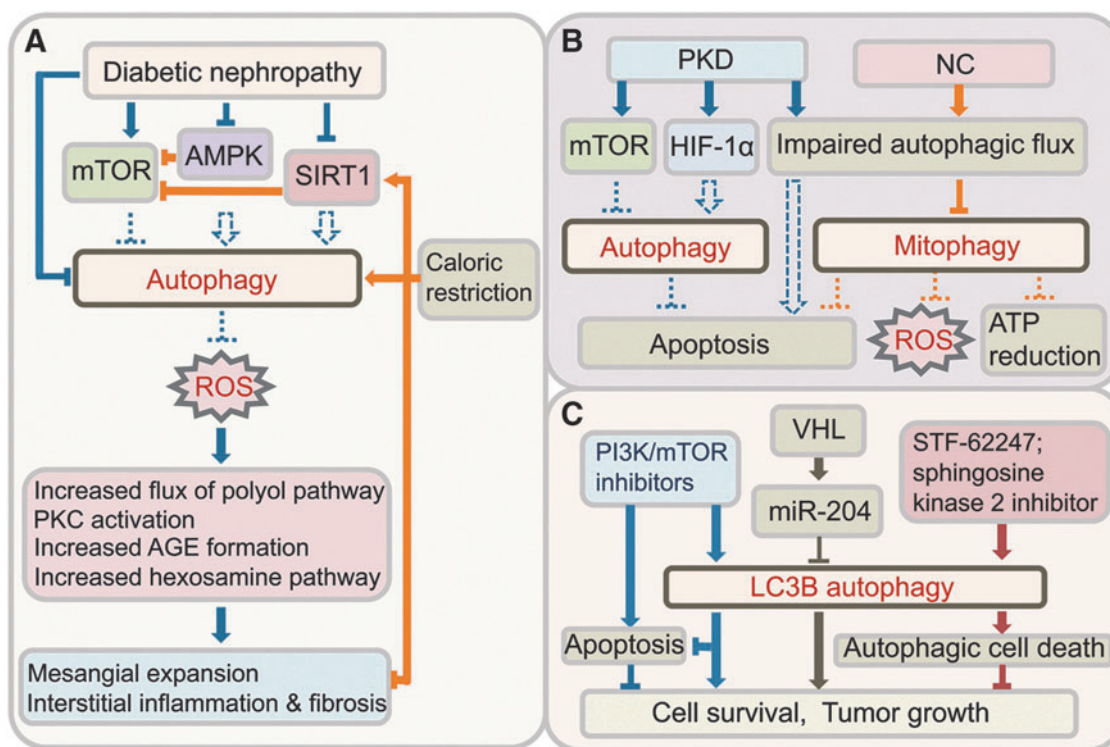 A
Diabetic nephropathy
mTOR
AMPK
SIRT1
Autophagy
Caloric
restriction
ROS
Increased flux of polyol pathway
PKC activation
Increased AGE formation
Increased hexosamine pathway
Mesangial expansion
Interstitial inflammation & fibrosis
B
PKD
NC
mTOR
HIF-1α
Impaired autophagic flux
Autophagy
Mitophagy
Apoptosis
ROS
ATP
reduction
C
PI3K/mTOR
inhibitors
VHL
miR-204
STF-62247;
sphingosine
kinase 2 inhibitor
LC3B autophagy
Apoptosis
Autophagic cell death
Cell survival, Tumor growth